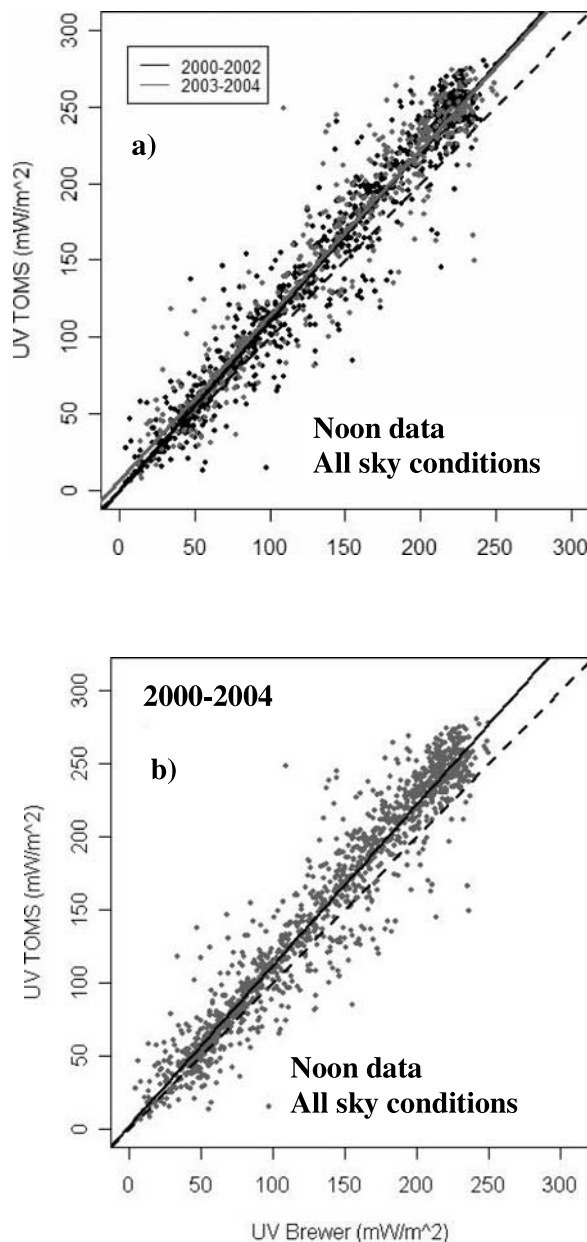 300
250
200
150
100
50
0
UV TOMS (mW/m^2)
2000-2002
2003-2004
a)
Noon data
All sky conditions
0 50 100 150 200 250 300
300
250
200
150
100
50
0
UV TOMS (mW/m^2)
2000-2004
b)
Noon data
All sky conditions
0 50 100 150 200 250 300
UV Brewer (mW/m^2)